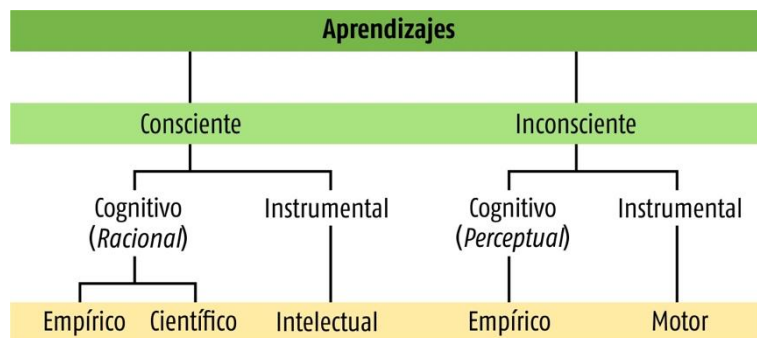 Aprendizajes
Consciente Inconsciente
Cognitivo Instrumental Cognitivo Instrumental
(Racional) (Perceptual)
Empírico Científico Intelectual Empírico Motor